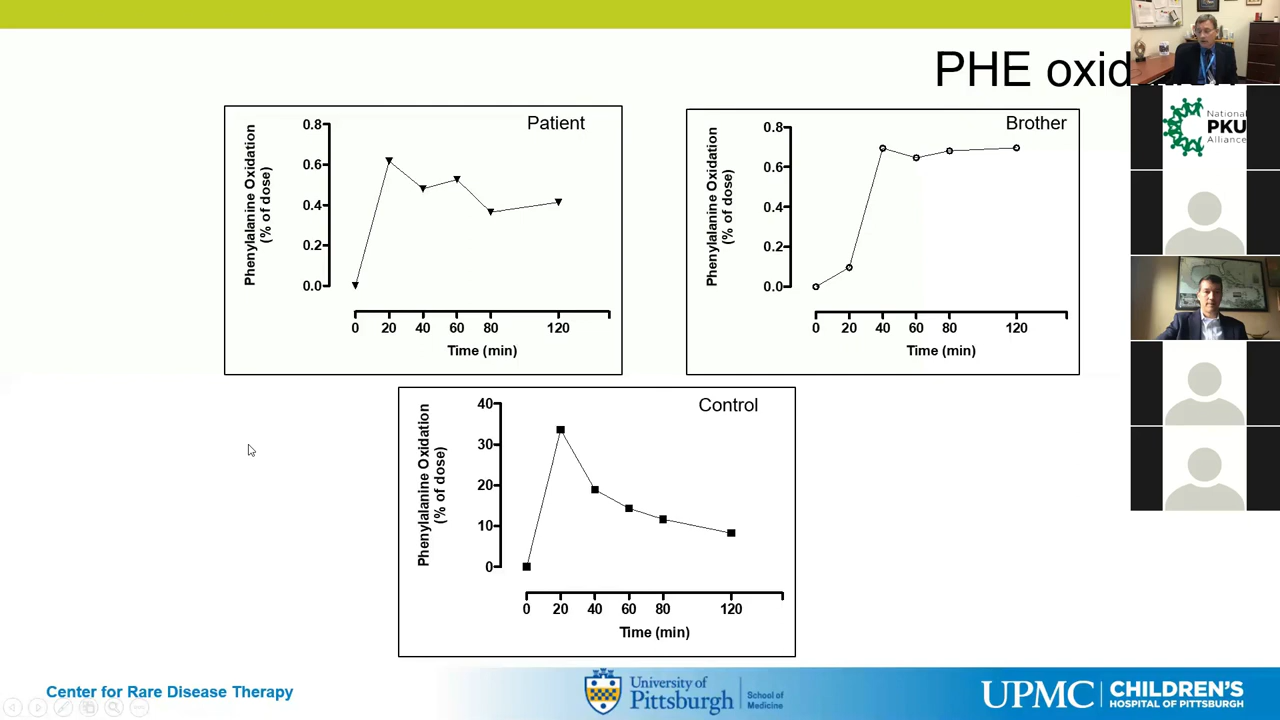 PHE oxid
Patient
Phenylalanine Oxidation
(% of dose)
0.8
0.6
0.4
0.2
0.0
0 20 40 60 80 120
Time (min)
Brother
Phenylalanine Oxidation
(% of dose)
0.8
0.6
0.4
0.2
0.0
0 20 40 60 80 120
Time (min)
Control
Phenylalanine Oxidation
(% of dose)
40
30
20
10
0
0 20 40 60 80 120
Time (min)
National
PKU
Alliance
Center for Rare Disease Therapy
University of
Pittsburgh
School of
Medicine
UPMC
CHILDREN'S
HOSPITAL OF PITTSBURGH